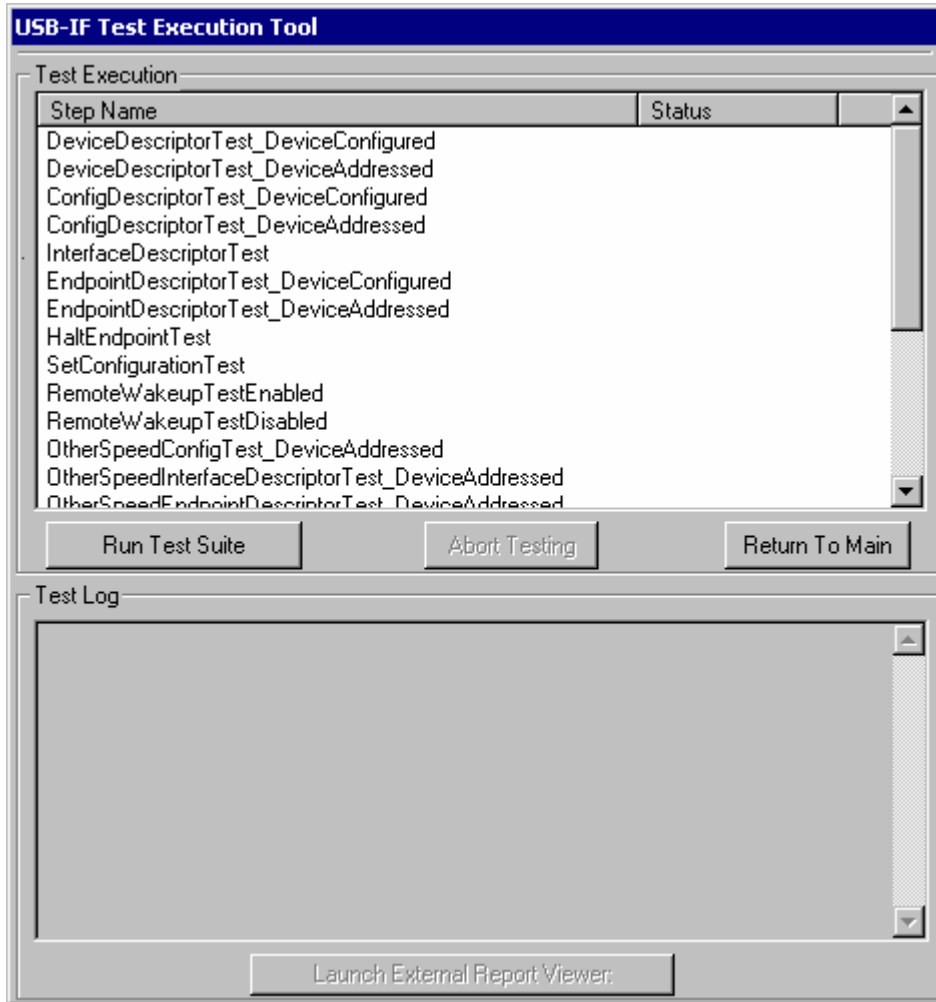 USB-IF Test Execution Tool
Test Execution
Step Name Status
DeviceDescriptorTest_DeviceConfigured
DeviceDescriptorTest_DeviceAddressed
ConfigDescriptorTest_DeviceConfigured
ConfigDescriptorTest_DeviceAddressed
InterfaceDescriptorTest
EndpointDescriptorTest_DeviceConfigured
EndpointDescriptorTest_DeviceAddressed
HaltEndpointTest
SetConfigurationTest
RemoteWakeupTestEnabled
RemoteWakeupTestDisabled
OtherSpeedConfigTest_DeviceAddressed
OtherSpeedInterfaceDescriptorTest_DeviceAddressed
OtherSpeedEndpointDescriptorTest_DeviceAddressed
Run Test Suite Abort Testing Return To Main
Test Log
Launch External Report Viewer: